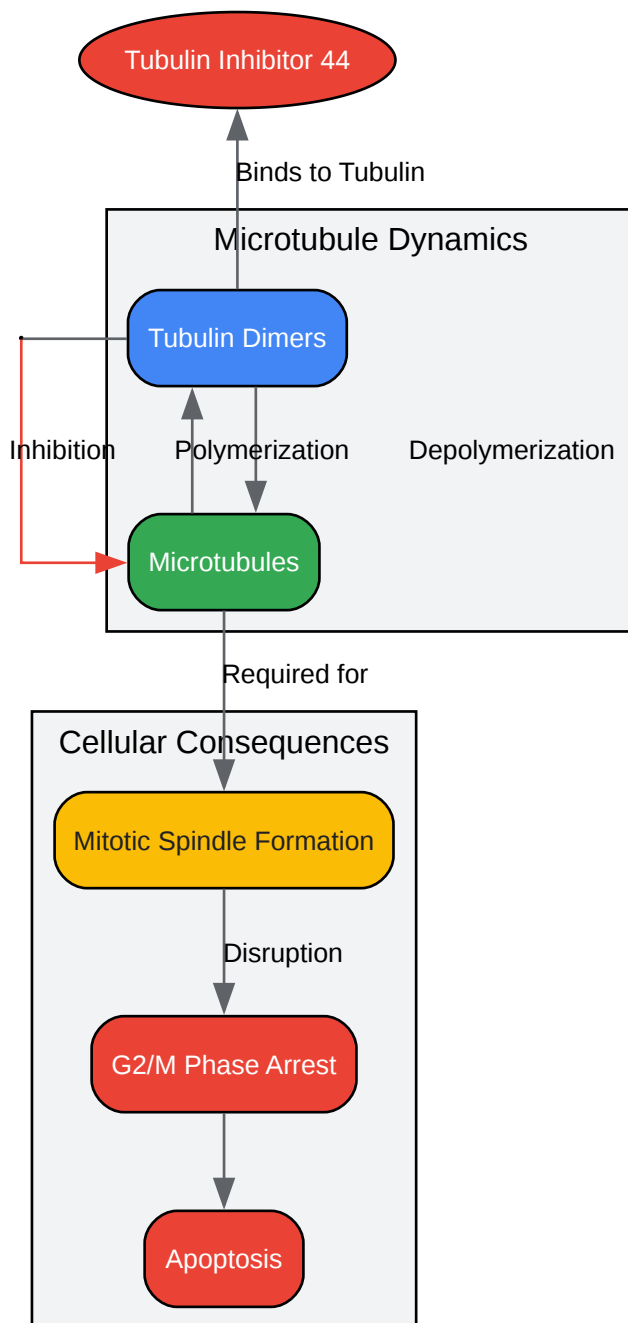 Tubulin Inhibitor 44
Binds to Tubulin
Microtubule Dynamics
Tubulin Dimers
Inhibition
Polymerization
Depolymerization
Microtubules
Required for
Cellular Consequences
Mitotic Spindle Formation
Disruption
G2/M Phase Arrest
Apoptosis